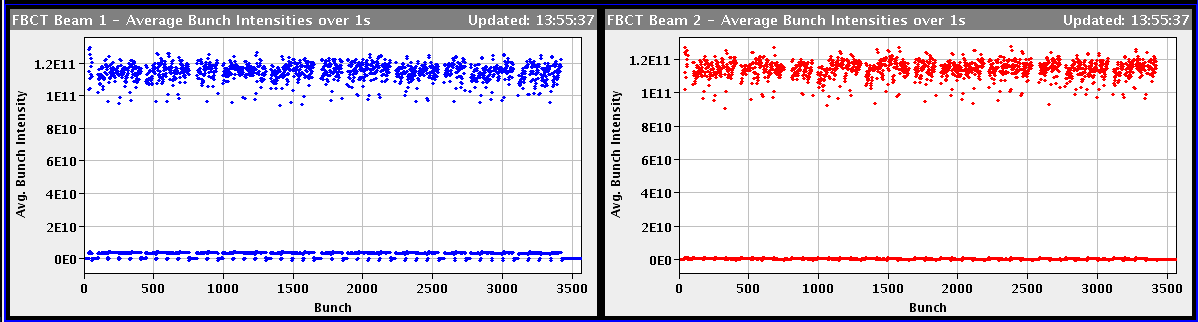 FBCT Beam 1 - Average Bunch Intensities over 1s Updated: 13:55:37
1.2E11
1E11
8E10
6E10
4E10
2E10
0E0
Avg. Bunch Intensity
0 500 1000 1500 2000 2500 3000 3500
Bunch
FBCT Beam 2 - Average Bunch Intensities over 1s Updated: 13:55:37
1.2E11
1E11
8E10
6E10
4E10
2E10
0E0
Avg. Bunch Intensity
0 500 1000 1500 2000 2500 3000 3500
Bunch